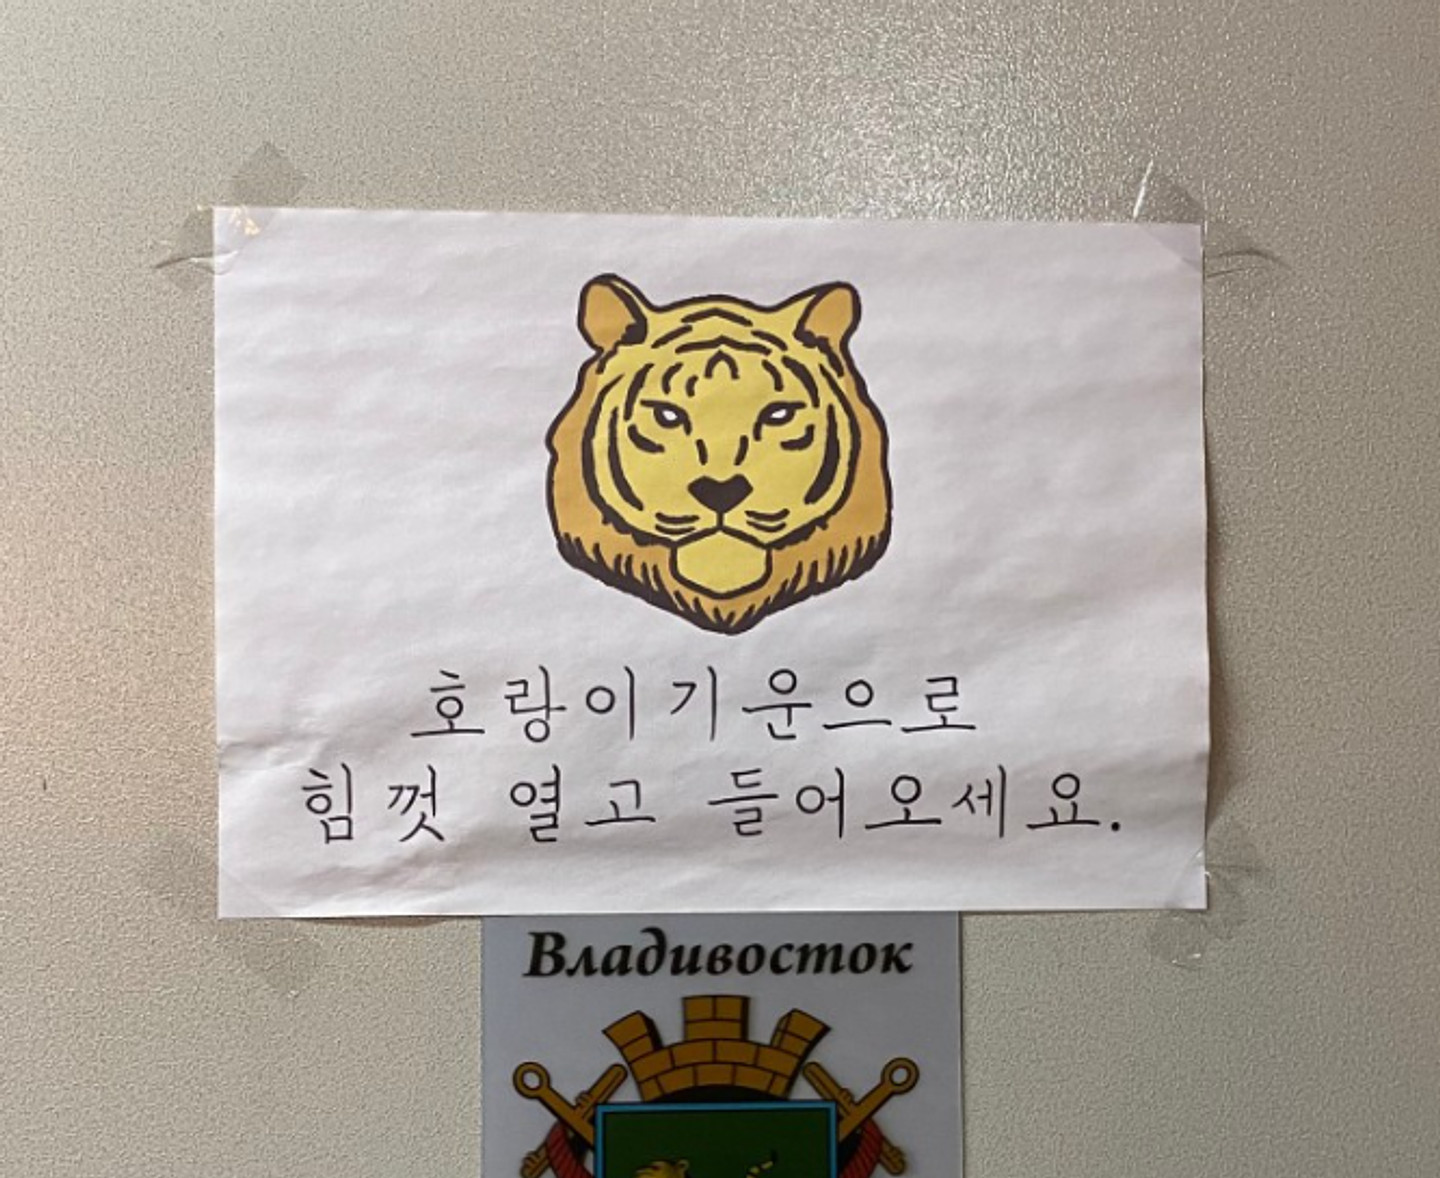 호랑이기운으로
힘껏 열고 들어오세요.
Владивосток